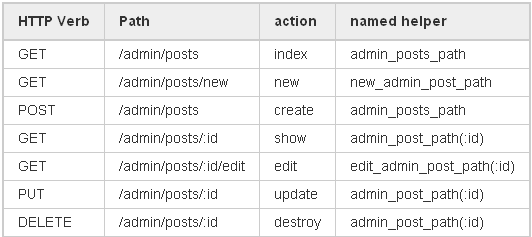 HTTP Verb Path action named helper
GET /admin/posts index admin_posts_path
GET /admin/posts/new new new_admin_post_path
POST /admin/posts create admin_posts_path
GET /admin/posts/:id show admin_post_path(:id)
GET /admin/posts/:id/edit edit edit_admin_post_path(:id)
PUT /admin/posts/:id update admin_post_path(:id)
DELETE /admin/posts/:id destroy admin_post_path(:id)